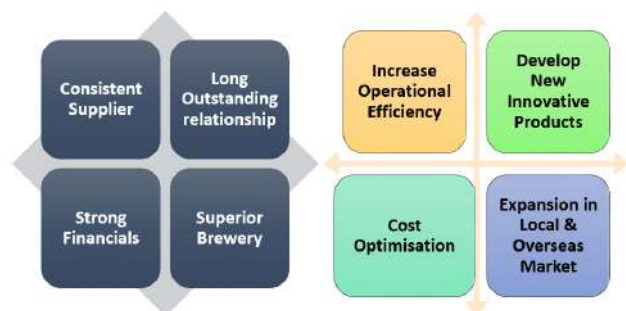 Consistent
Supplier
Long
Outstanding
relationship
Strong
Financials
Superior
Brewery
Increase
Operational
Efficiency
Develop
New
Innovative
Products
Cost
Optimisation
Expansion in
Local &
Overseas
Market